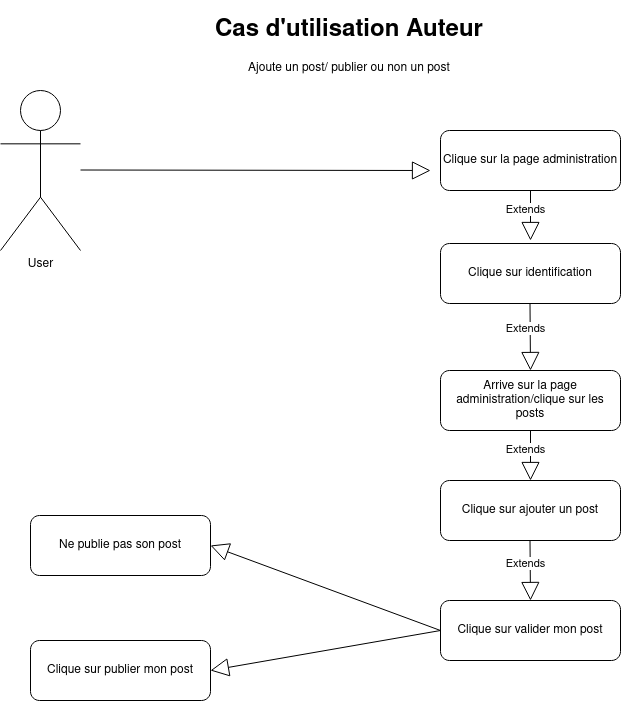 Cas d'utilisation Auteur
Ajoute un post/ publier ou non un post
User
Clique sur la page administration
Extends
Clique sur identification
Extends
Arrive sur la page
administration/clique sur les
posts
Extends
Clique sur ajouter un post
Extends
Clique sur valider mon post
Ne publie pas son post
Clique sur publier mon post